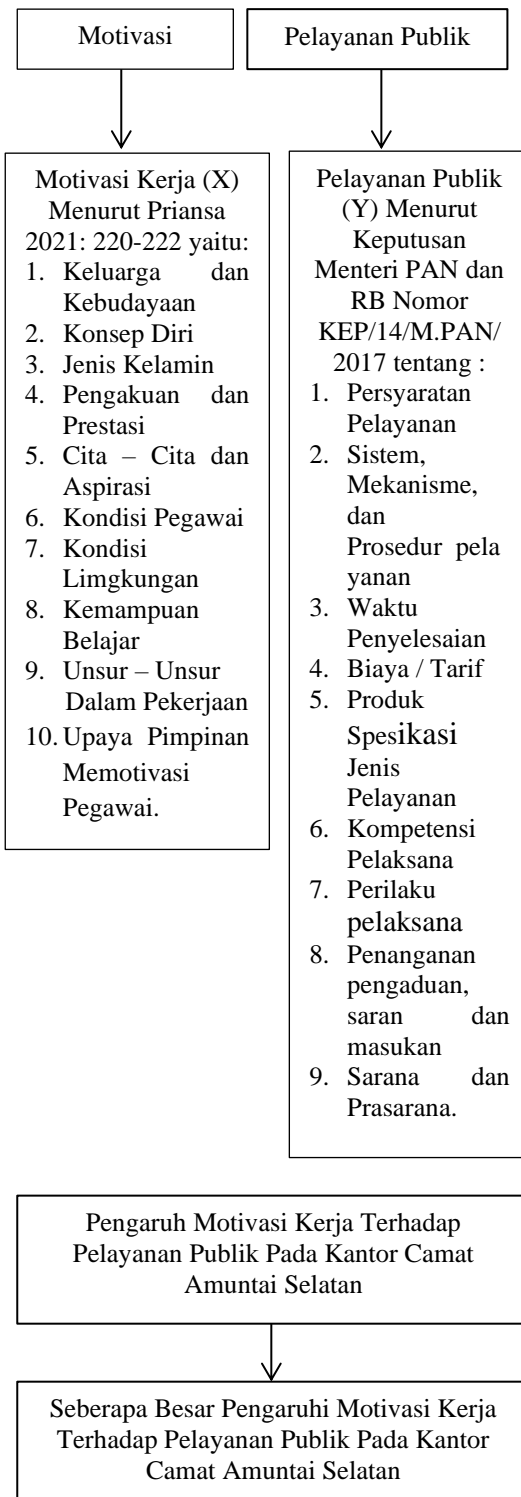 Motivasi
Pelayanan Publik
Motivasi Kerja (X)
Menurut Priansa
2021: 220-222 yaitu:
1. Keluarga dan
Kebudayaan
2. Konsep Diri
3. Jenis Kelamin
4. Pengakuan dan
Prestasi
5. Cita – Cita dan
Aspirasi
6. Kondisi Pegawai
7. Kondisi
Limgkungan
8. Kemampuan
Belajar
9. Unsur – Unsur
Dalam Pekerjaan
10. Upaya Pimpinan
Memotivasi
Pegawai.
Pelayanan Publik
(Y) Menurut
Keputusan
Menteri PAN dan
RB Nomor
KEP/14/M.PAN/
2017 tentang :
1. Persyaratan
Pelayanan
2. Sistem,
Mekanisme,
dan
Prosedur pela
yanan
3. Waktu
Penyelesaian
4. Biaya / Tarif
5. Produk
Spesikasi
Jenis
Pelayanan
6. Kompetensi
Pelaksana
7. Perilaku
pelaksana
8. Penanganan
pengaduan,
saran dan
masukan
9. Sarana dan
Prasarana.
Pengaruh Motivasi Kerja Terhadap
Pelayanan Publik Pada Kantor Camat
Amuntai Selatan
Seberapa Besar Pengaruhi Motivasi Kerja
Terhadap Pelayanan Publik Pada Kantor
Camat Amuntai Selatan